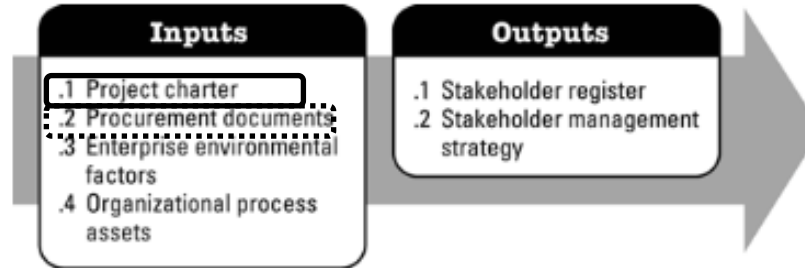 Inputs
.1 Project charter
.2 Procurement documents
.3 Enterprise environmental
factors
.4 Organizational process
assets
Outputs
.1 Stakeholder register
.2 Stakeholder management
strategy